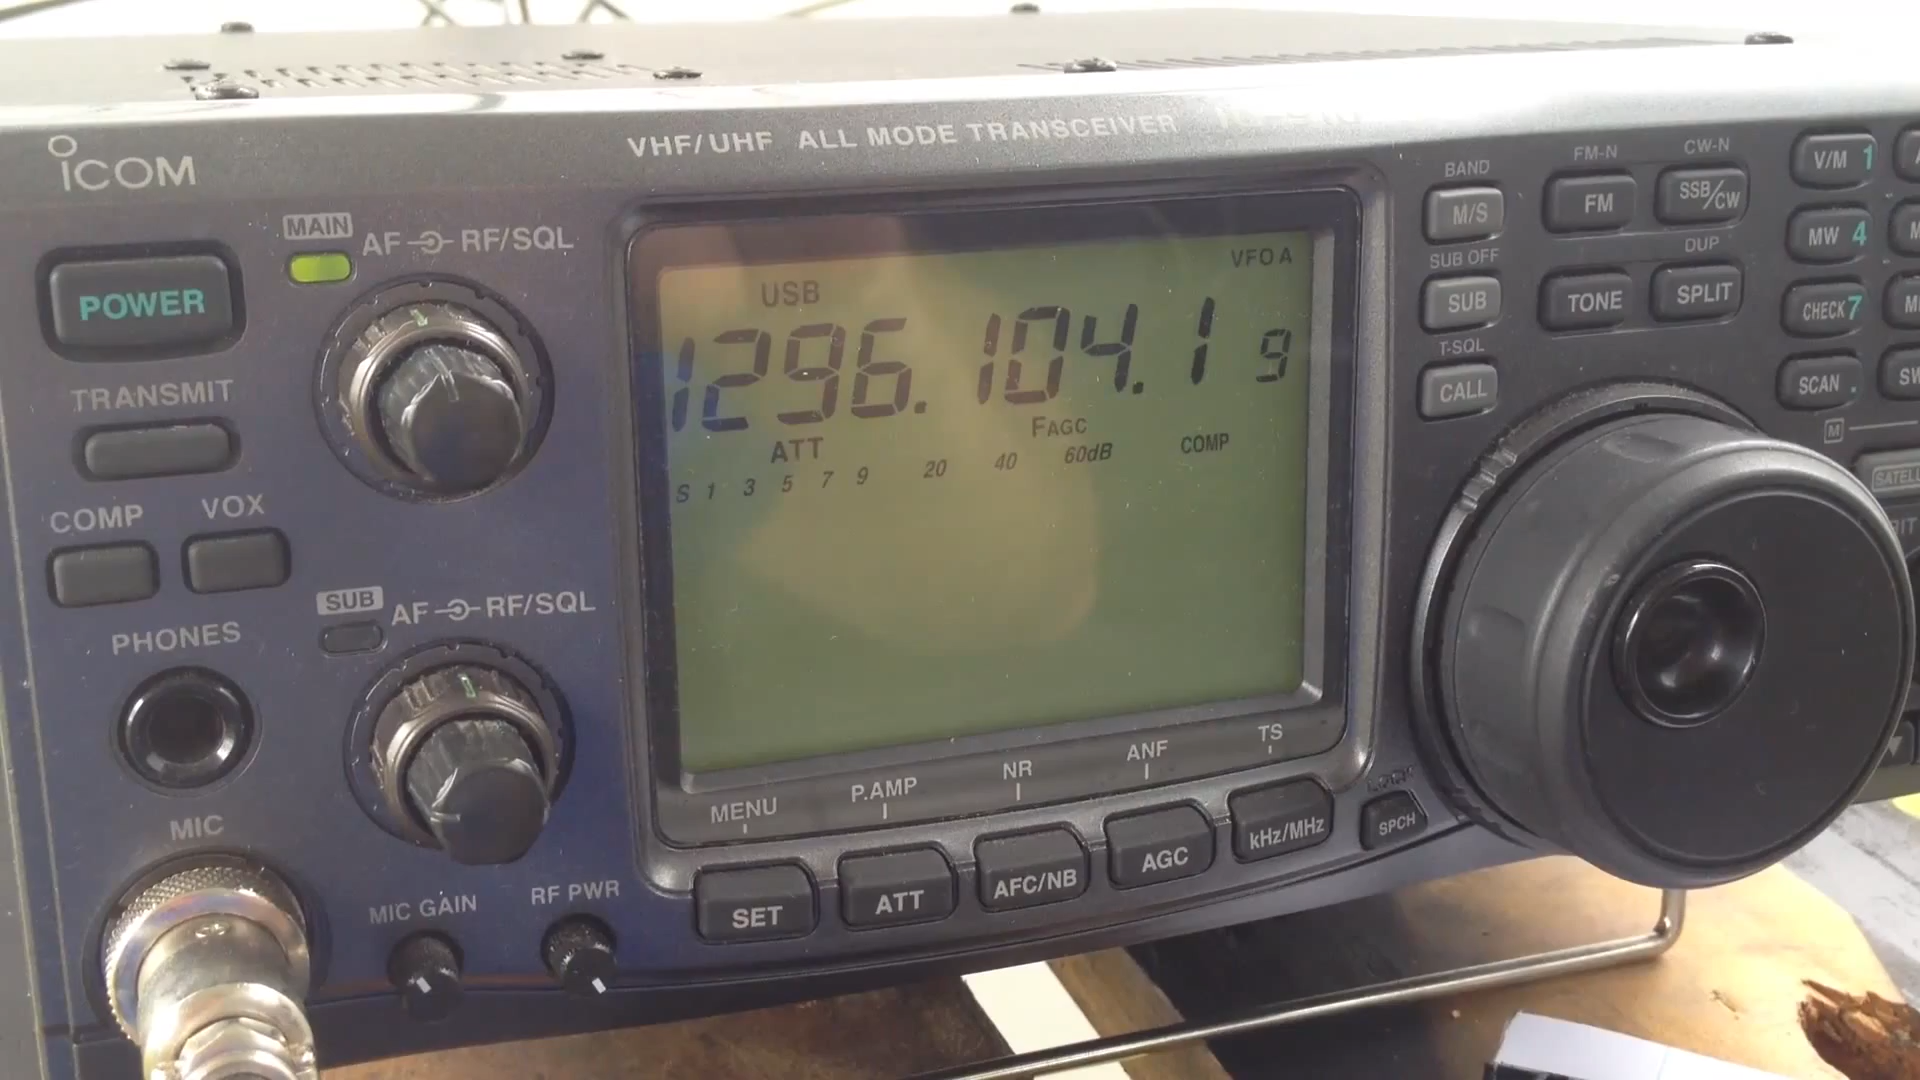 ICOM
VHF/UHF ALL MODE TRANSCEIVER
POWER
MAIN
AF RF/SQL
TRANSMIT
COMP VOX
SUB
AF RF/SQL
PHONES
MIC
MIC GAIN
RF PWR
VFO A
USB
1296.104.1 9
ATT
FAGC
S 1 3 5 7 9 20 40 60dB
COMP
MENU P.AMP NR ANF TS
SET ATT AFC/NB AGC kHz/MHz
SPCH
BAND FM-N CW-N
M/S FM SSB/CW V/M 1
SUB OFF DUP
MW 4
SUB TONE SPLIT CHECK 7
T-SQL
CALL SCAN .
M